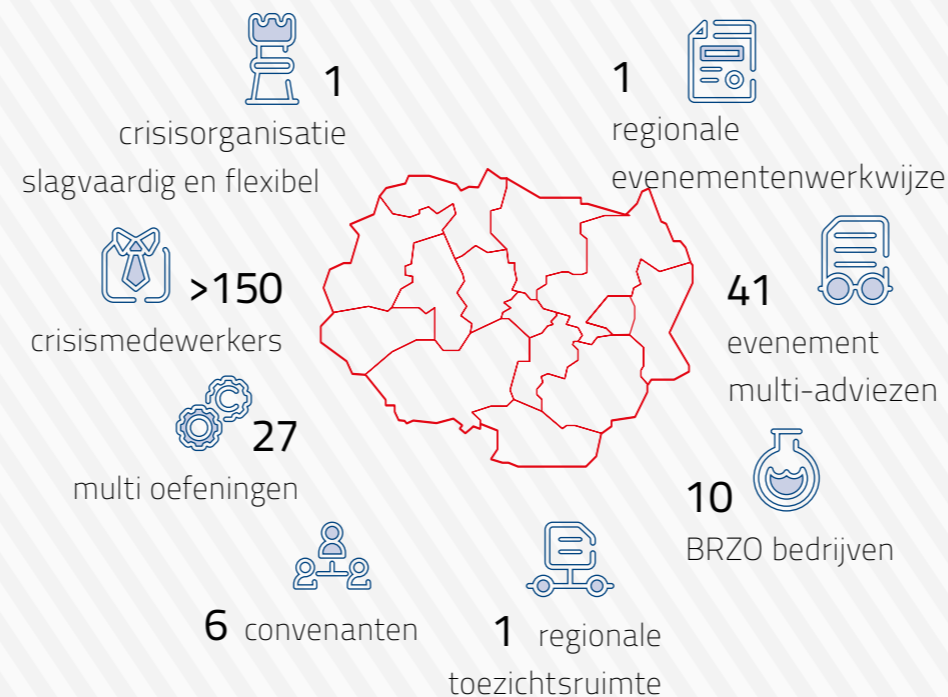 1
crisisorganisatie
slagvaardig en flexibel
1
regionale
evenementenwerkwijze
>150
crisismedewerkers
41
evenement
multi-adviezen
27
multi oefeningen
10
BRZO bedrijven
6 convenanten
1 regionale
toezichtsruimte